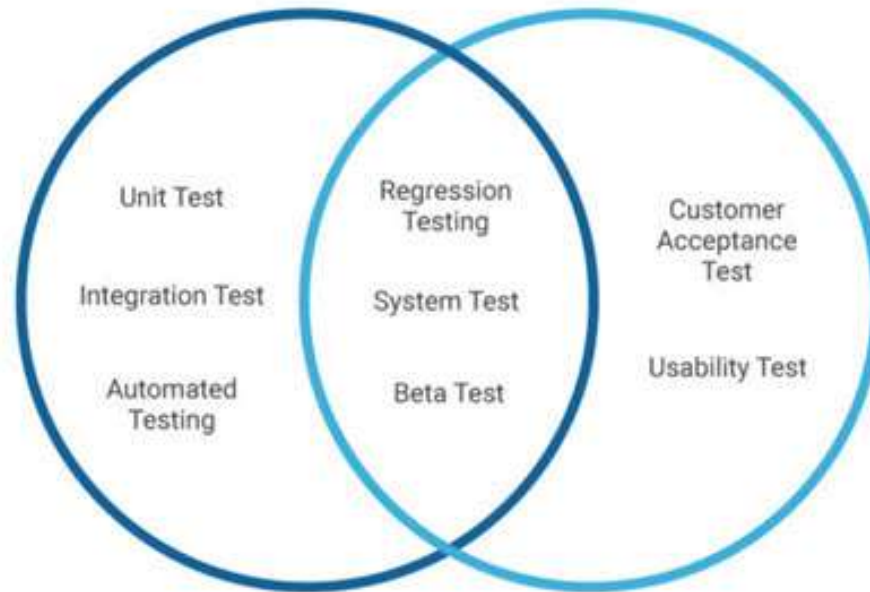 Unit Test
Integration Test
Automated
Testing
Regression
Testing
System Test
Beta Test
Customer
Acceptance
Test
Usability Test